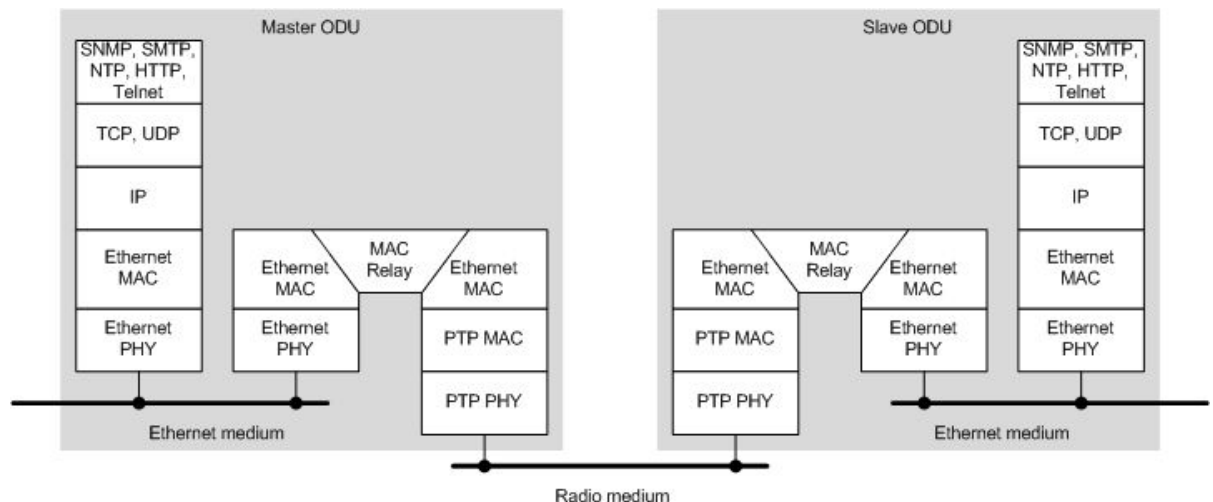 Master ODU
SNMP, SMTP,
NTP, HTTP,
Telnet
TCP, UDP
IP
Ethernet
MAC
Ethernet
PHY
Ethernet
MAC
Ethernet
PHY
MAC
Relay
Ethernet
MAC
PTP MAC
PTP PHY
Ethernet medium
Slave ODU
Ethernet
MAC
PTP MAC
PTP PHY
MAC
Relay
Ethernet
MAC
Ethernet
PHY
SNMP, SMTP,
NTP, HTTP,
Telnet
TCP, UDP
IP
Ethernet
MAC
Ethernet
PHY
Ethernet medium
Radio medium